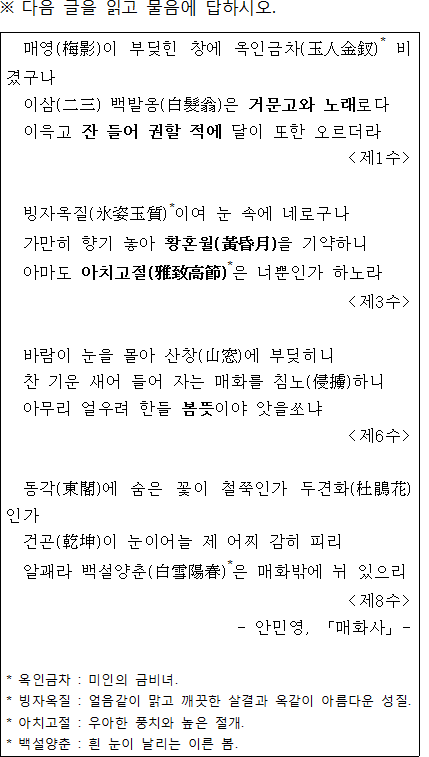 ※ 다음 글을 읽고 물음에 답하시오.
매영(梅影)이 부딪힌 창에 옥인금차(玉人金釵)* 비
겼구나
이삼(二三) 백발옹(白髮翁)은 거문고와 노래로다
이윽고 잔 들어 권할 적에 달이 또한 오르더라
<제1수>
빙자옥질(氷姿玉質)*이여 눈 속에 네로구나
가만히 향기 놓아 황혼월(黃昏月)을 기약하니
아마도 아치고절(雅致高節)*은 너뿐인가 하노라
<제3수>
바람이 눈을 몰아 산창(山窓)에 부딪히니
찬 기운 새어 들어 자는 매화를 침노(侵擄)하니
아무리 얼우려 한들 봄뜻이야 앗을쏘냐
<제6수>
동각(東閣)에 숨은 꽃이 철쭉인가 두견화(杜鵑花)
인가
건곤(乾坤)이 눈이어늘 제 어찌 감히 피리
알괘라 백설양춘(白雪陽春)*은 매화밖에 뉘 있으리
<제8수>
- 안민영, 「매화사」-
* 옥인금차 : 미인의 금비녀.
* 빙자옥질 : 얼음같이 맑고 깨끗한 살결과 옥같이 아름다운 성질.
* 아치고절 : 우아한 풍치와 높은 절개.
* 백설양춘 : 흰 눈이 날리는 이른 봄.